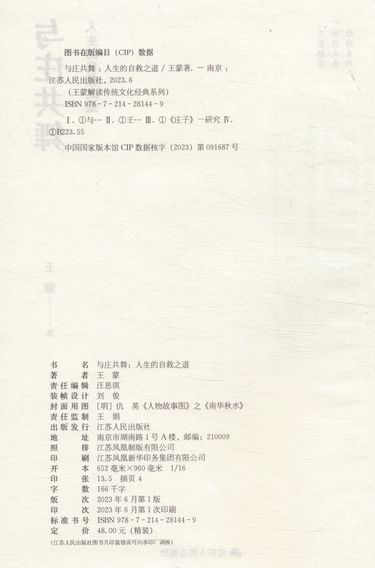 图书在版编目（CIP）数据
与庄共舞：人生的自救之道 / 王蒙著. — 南京：
江苏人民出版社，2023.6
（王蒙解读传统文化经典系列）
ISBN 978-7-214-28144-9
Ⅰ. ①与… Ⅱ. ①王… Ⅲ. ①《庄子》—研究 Ⅳ.
①B223.55
中国国家版本馆 CIP 数据核字（2023）第 091687 号
书 名 与庄共舞：人生的自救之道
著 者 王 蒙
责任编辑 汪思琪
装帧设计 刘 俊
封面用图 [明] 仇 英《人物故事图》之《南华秋水》
责任监制 王 娟
出版发行 江苏人民出版社
地 址 南京市湖南路 1 号 A 楼，邮编：210009
照 排 江苏凤凰制版有限公司
印 刷 江苏凤凰新华印务集团有限公司
开 本 652 毫米×960 毫米 1/16
印 张 13.5 插页 4
字 数 166 千字
版 次 2023 年 6 月第 1 版
印 次 2023 年 6 月第 1 次印刷
标准书号 ISBN 978-7-214-28144-9
定 价 48.00 元（精装）
（江苏人民出版社图书凡印装错误可向承印厂调换）
与庄共舞
王 蒙